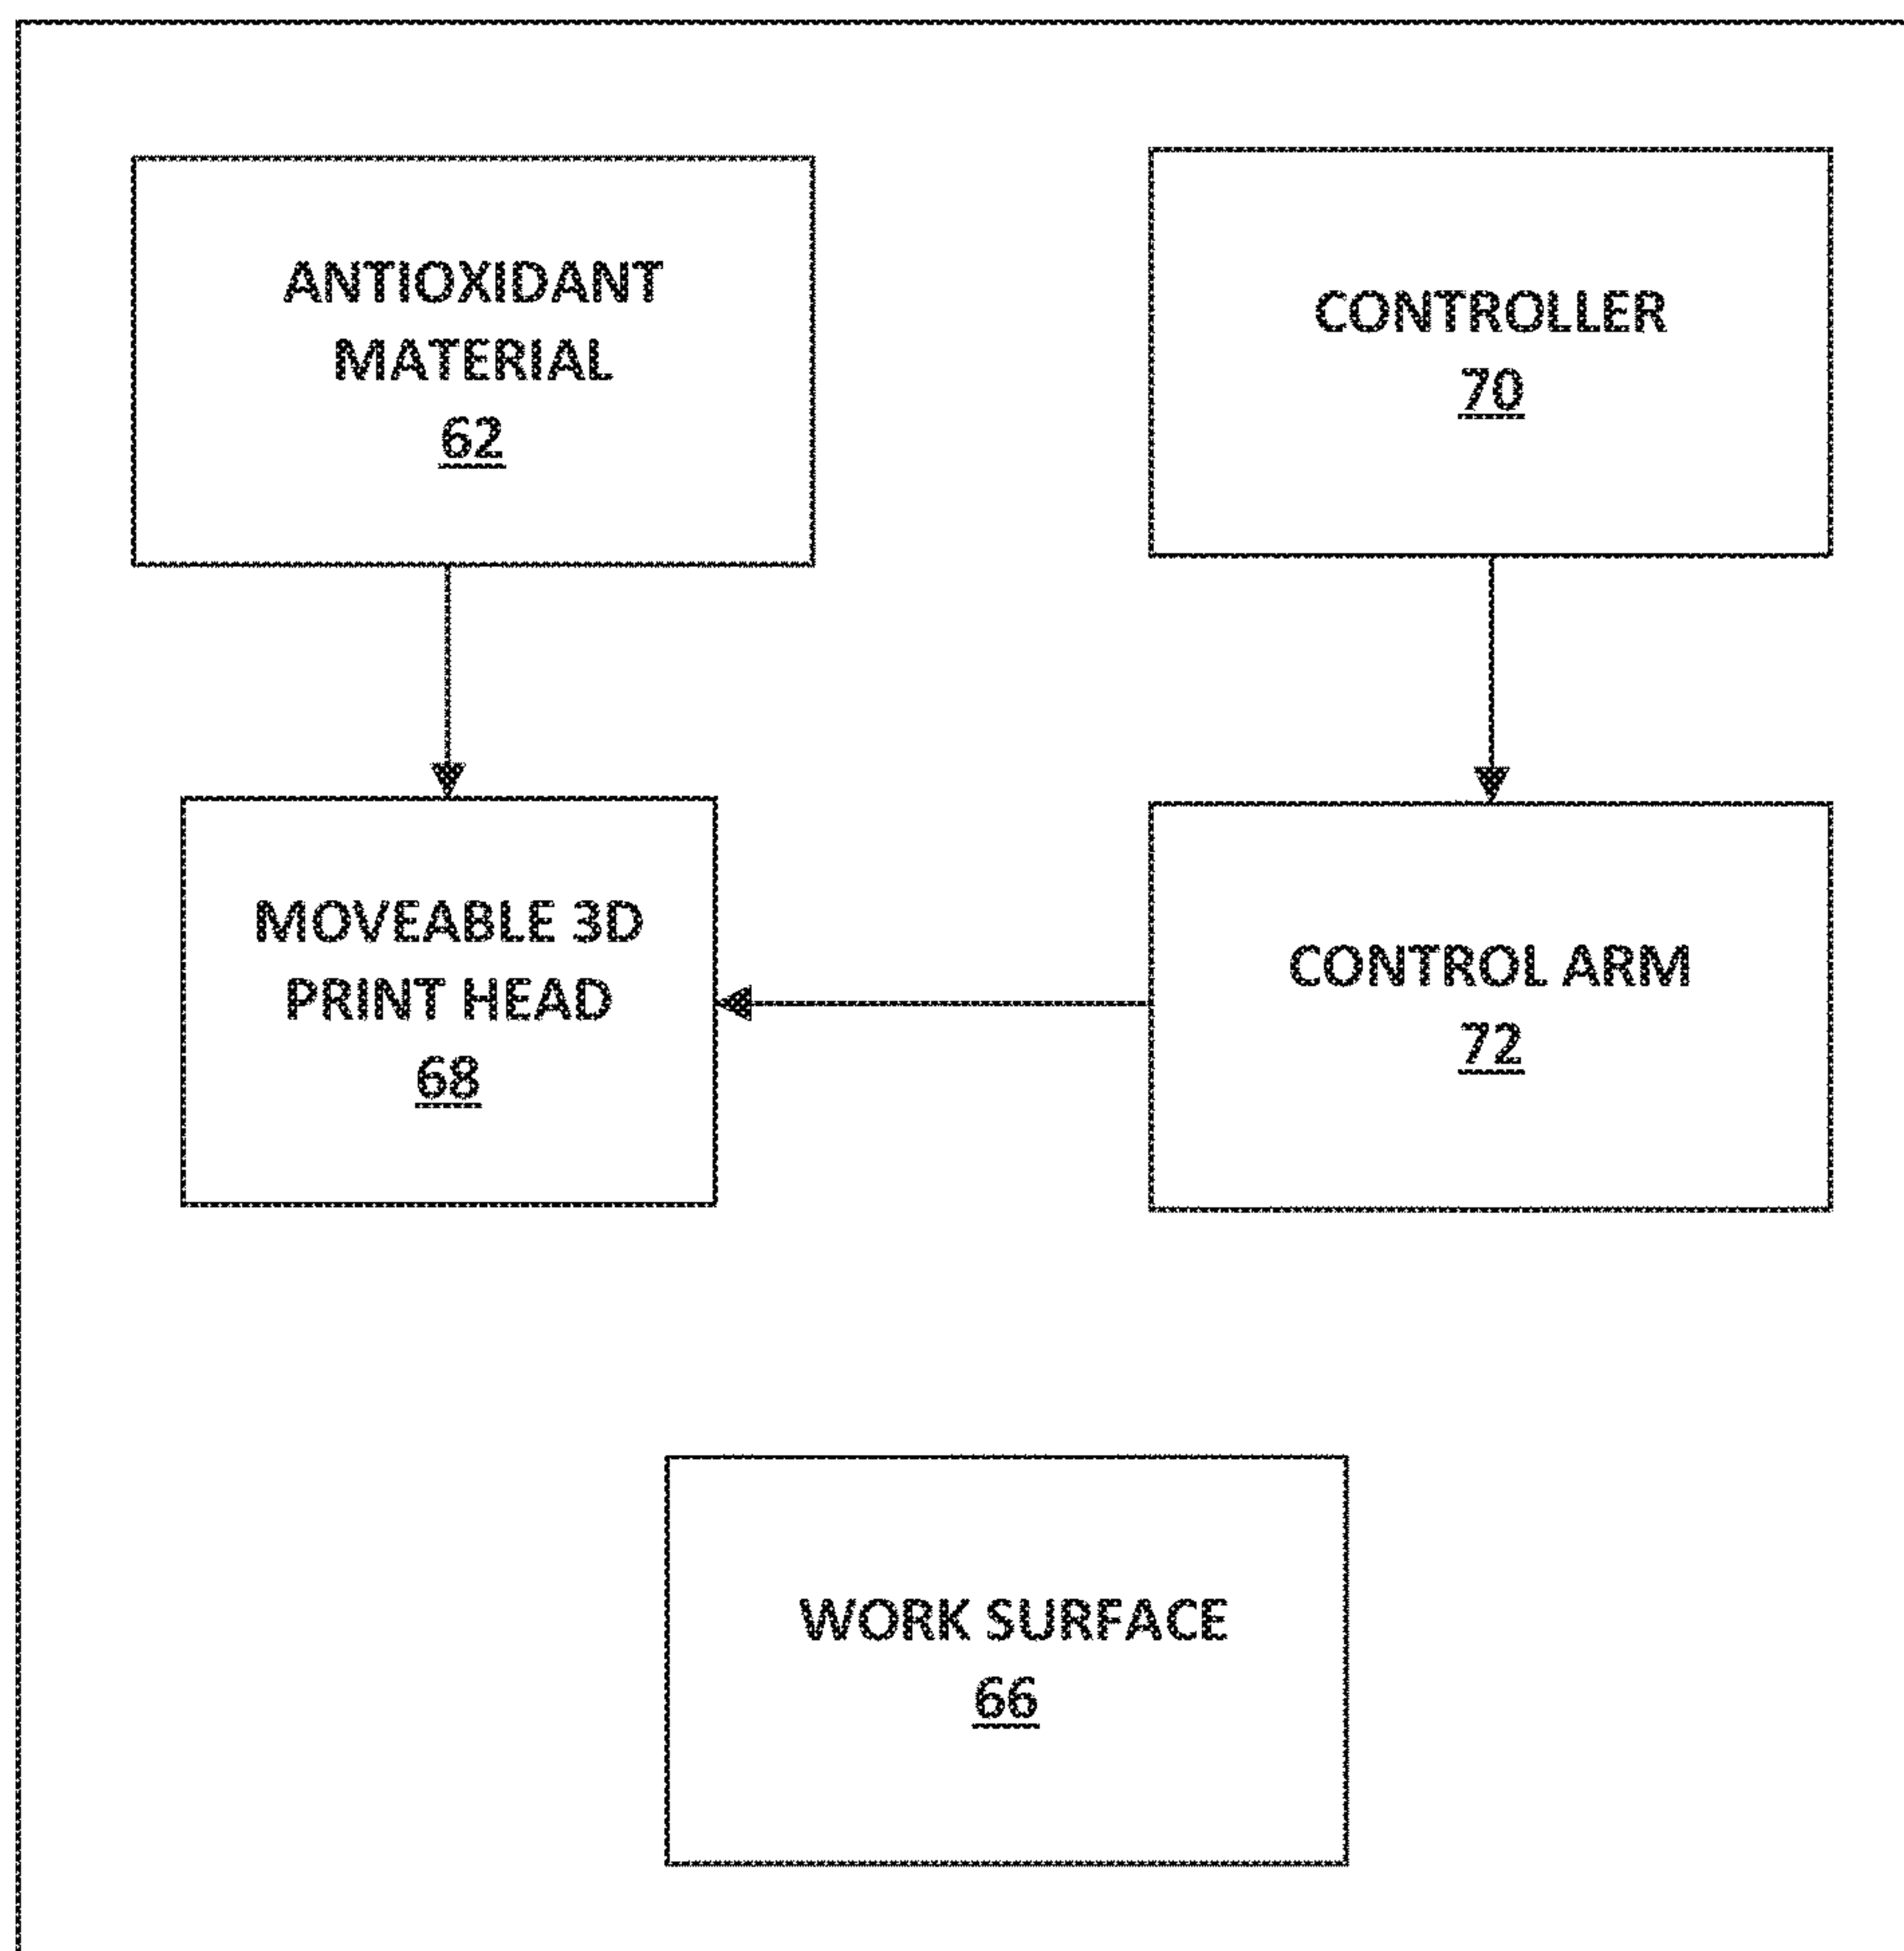 ANTIOXIDANT
MATERIAL
62
CONTROLLER
70
MOVEABLE 3D
PRINT HEAD
68
CONTROL ARM
72
WORK SURFACE
66